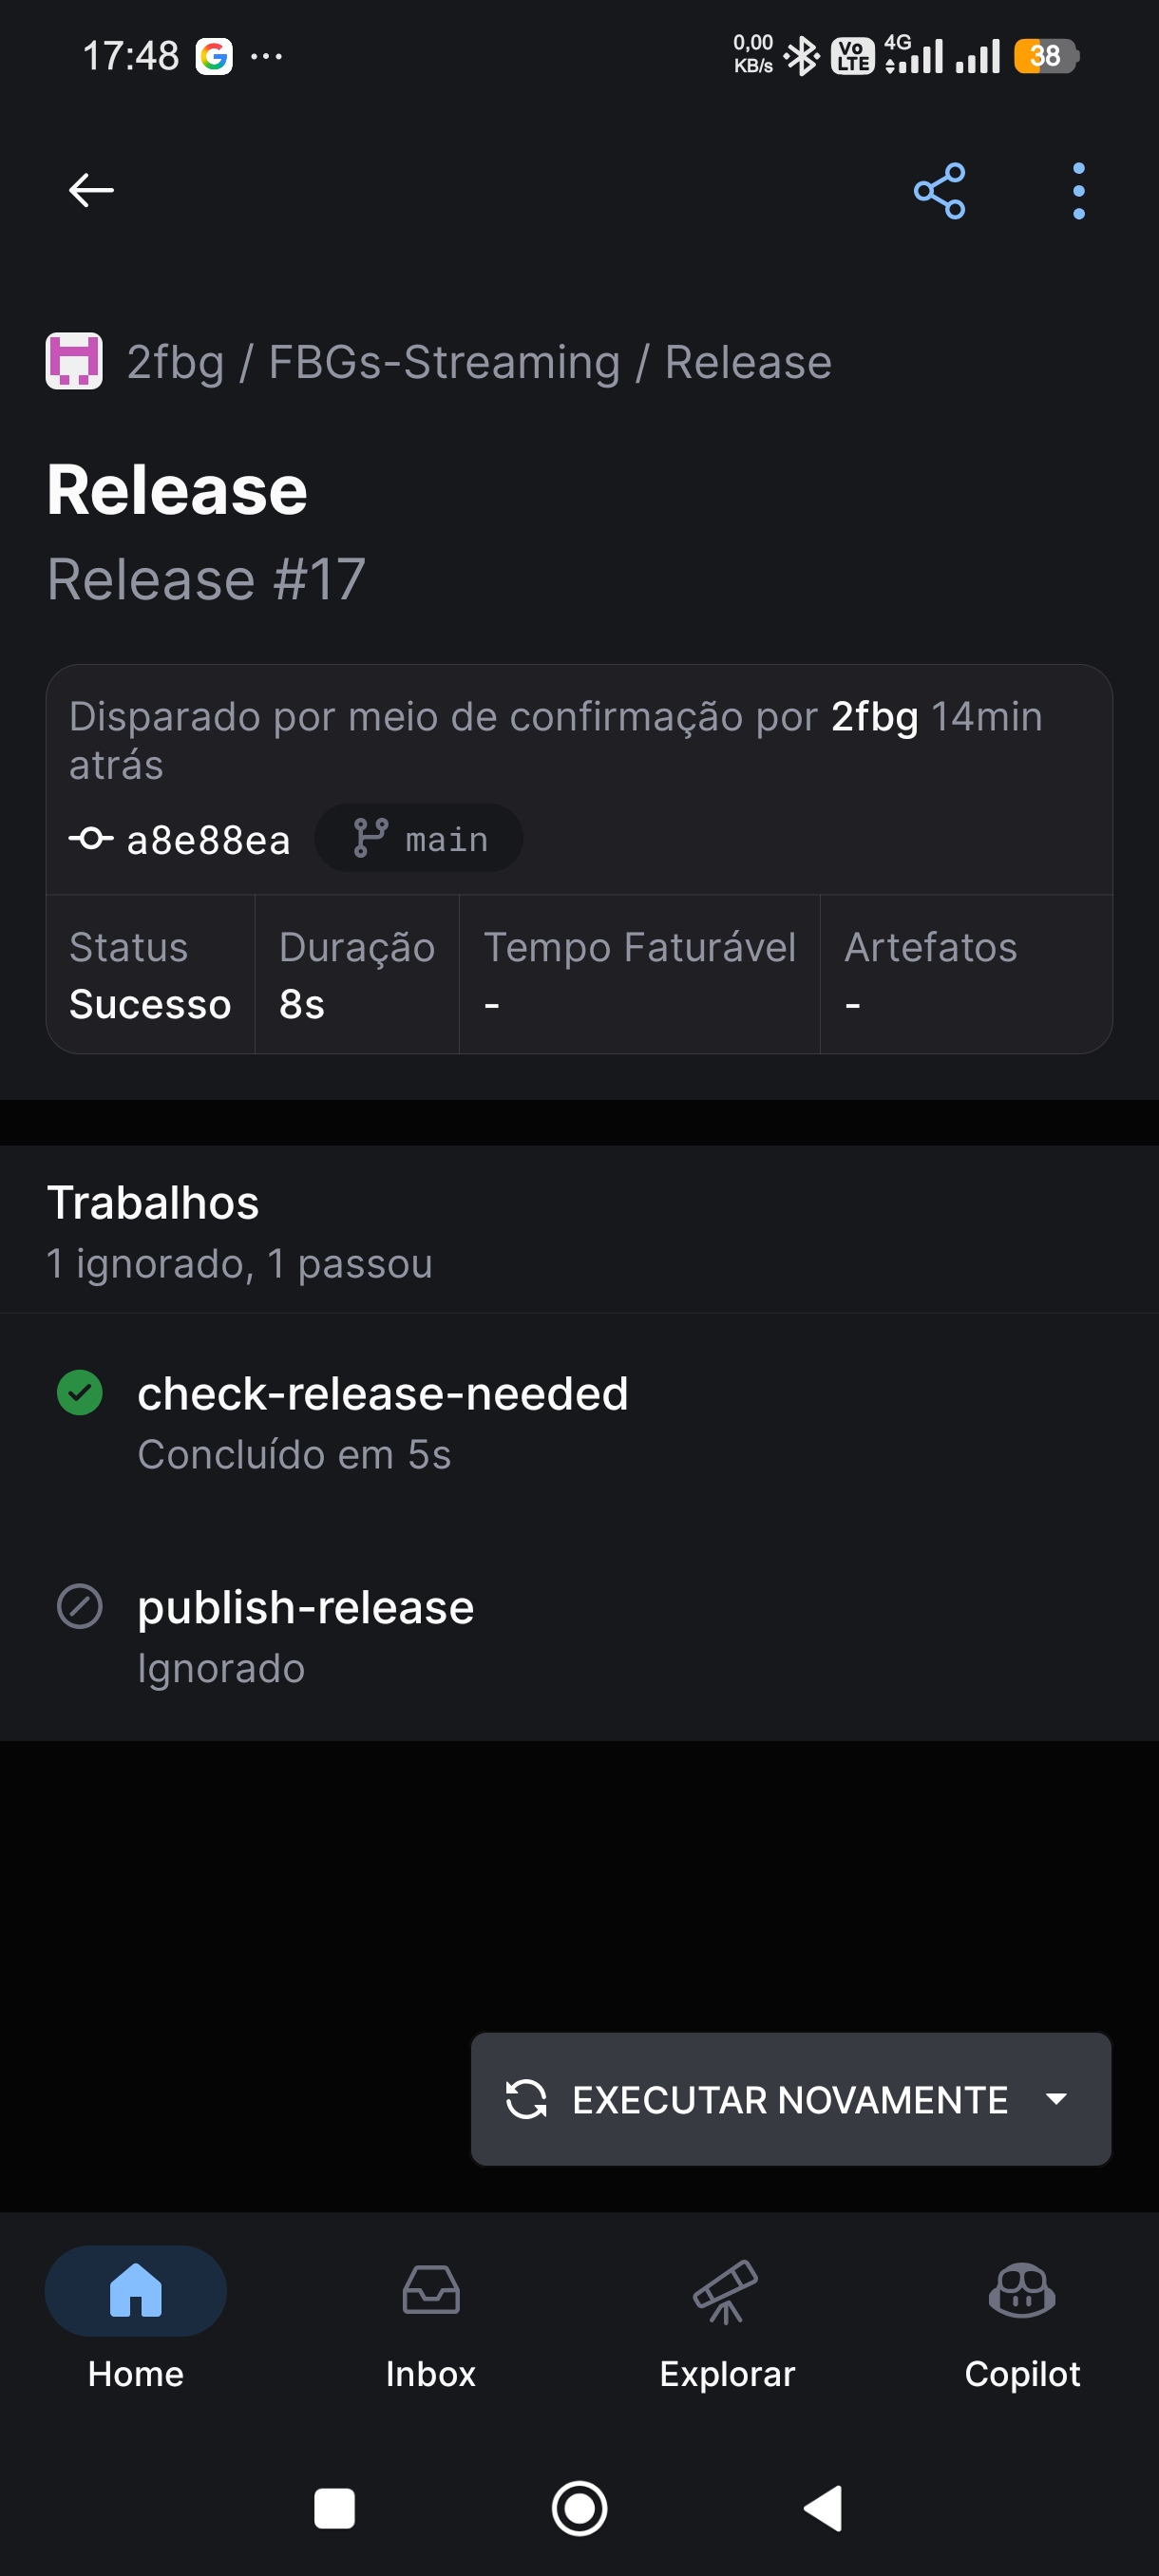 17:48 G ...
0,00 KB/s Vo LTE 4G 38
2fbg / FBGs-Streaming / Release
Release
Release #17
Disparado por meio de confirmação por 2fbg 14min
atrás
a8e88ea main
Status Duração Tempo Faturável Artefatos
Sucesso 8s - -
Trabalhos
1 ignorado, 1 passou
check-release-needed
Concluído em 5s
publish-release
Ignorado
EXECUTAR NOVAMENTE
Home Inbox Explorar Copilot